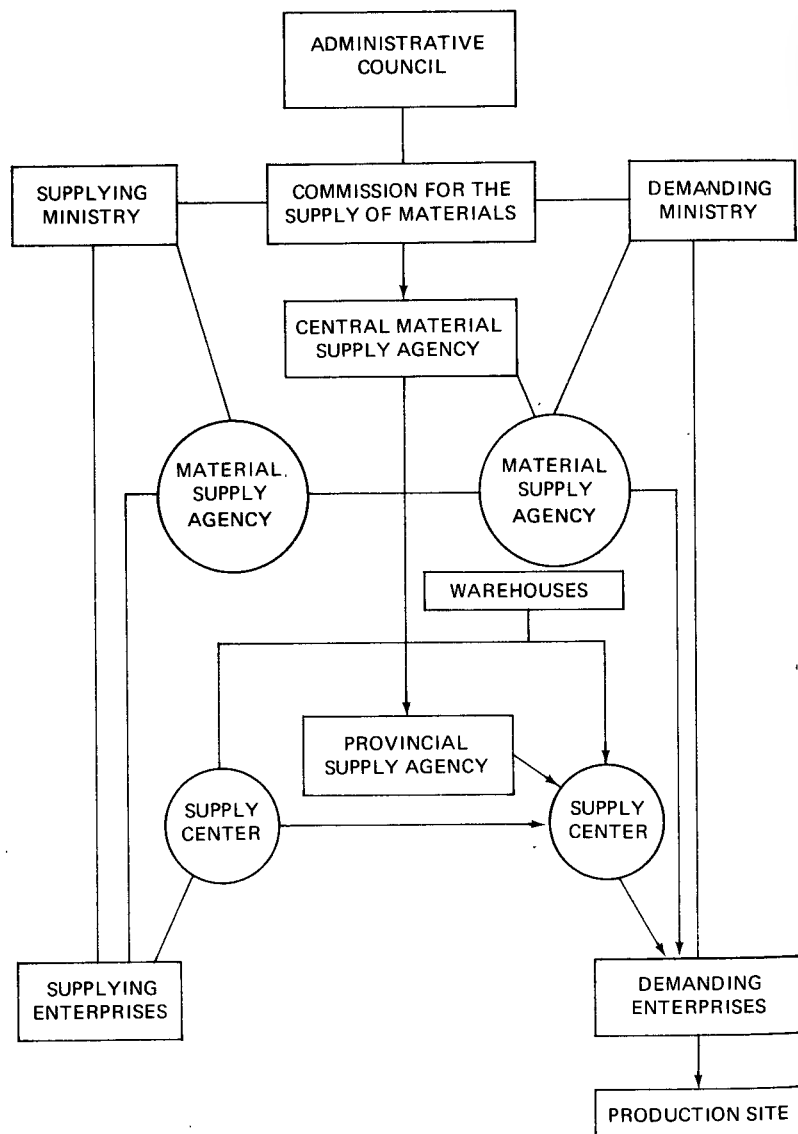 ADMINISTRATIVE
COUNCIL
SUPPLYING
MINISTRY
COMMISSION FOR THE
SUPPLY OF MATERIALS
DEMANDING
MINISTRY
CENTRAL MATERIAL
SUPPLY AGENCY
MATERIAL.
SUPPLY
AGENCY
MATERIAL
SUPPLY
AGENCY
WAREHOUSES
PROVINCIAL
SUPPLY AGENCY
SUPPLY
CENTER
SUPPLY
CENTER
SUPPLYING
ENTERPRISES
DEMANDING
ENTERPRISES
PRODUCTION SITE